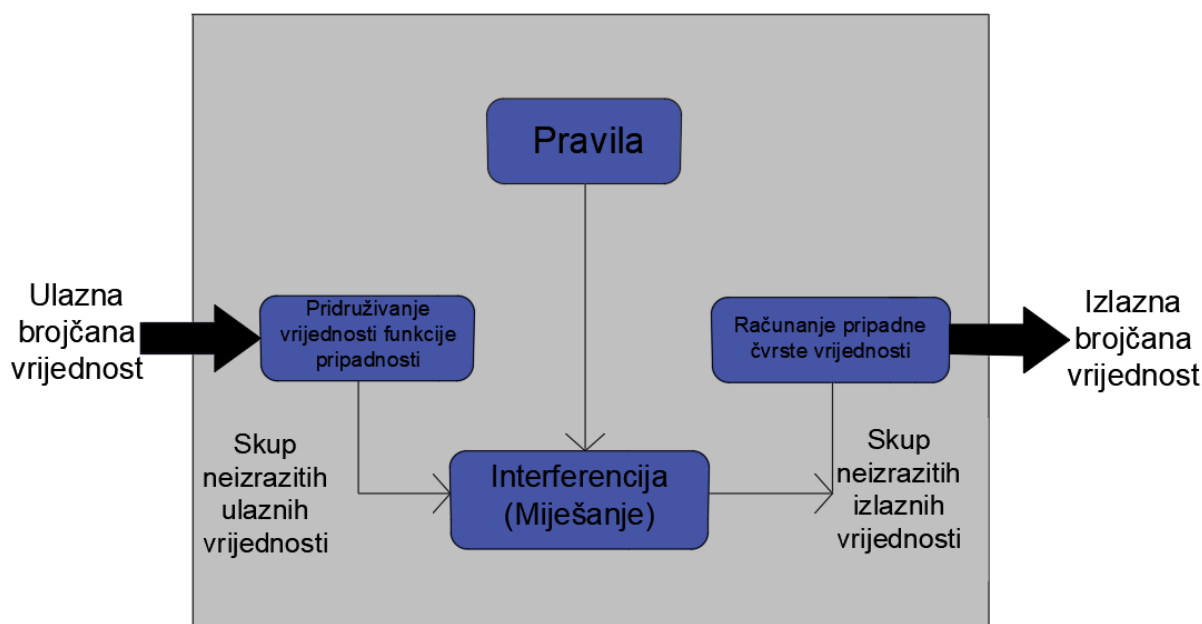 Pravila
Ulazna
brojčana
vrijednost
Pridruživanje
vrijednosti funkcije
pripadnosti
Računanje pripadne
čvrste vrijednosti
Izlazna
brojčana
vrijednost
Skup
neizrazitih
ulaznih
vrijednosti
Interferencija
(Miješanje)
Skup
neizrazitih
izlaznih
vrijednosti